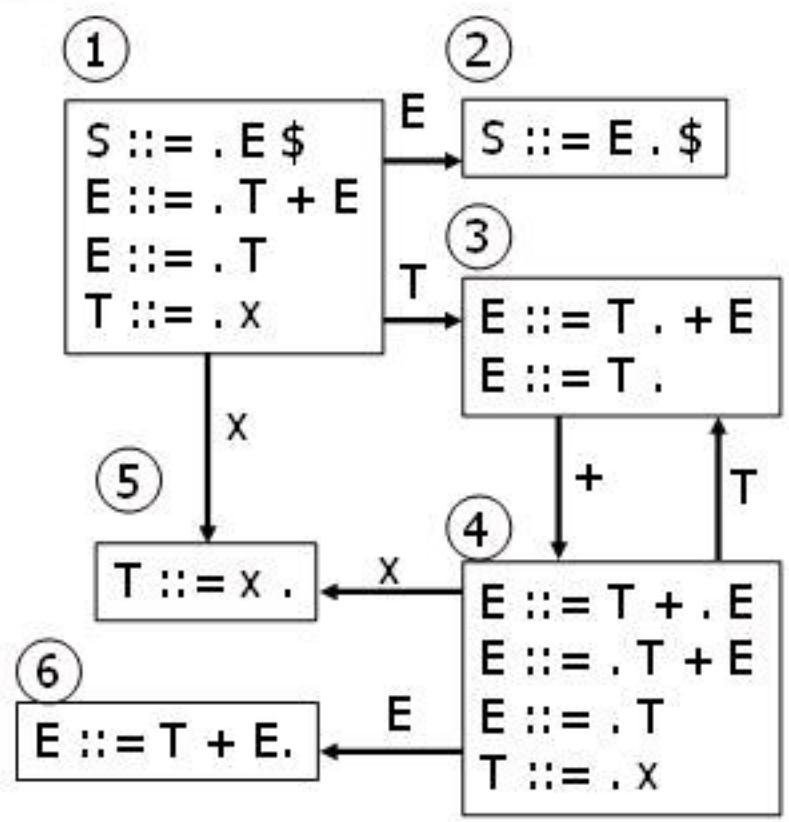 1
S ::= . E $
E ::= . T + E
E ::= . T
T ::= . x
E
2
S ::= E . $
T
3
E ::= T . + E
E ::= T .
x
+
T
5
T ::= x .
x
4
E ::= T + . E
E ::= . T + E
E ::= . T
T ::= . x
6
E ::= T + E.
E